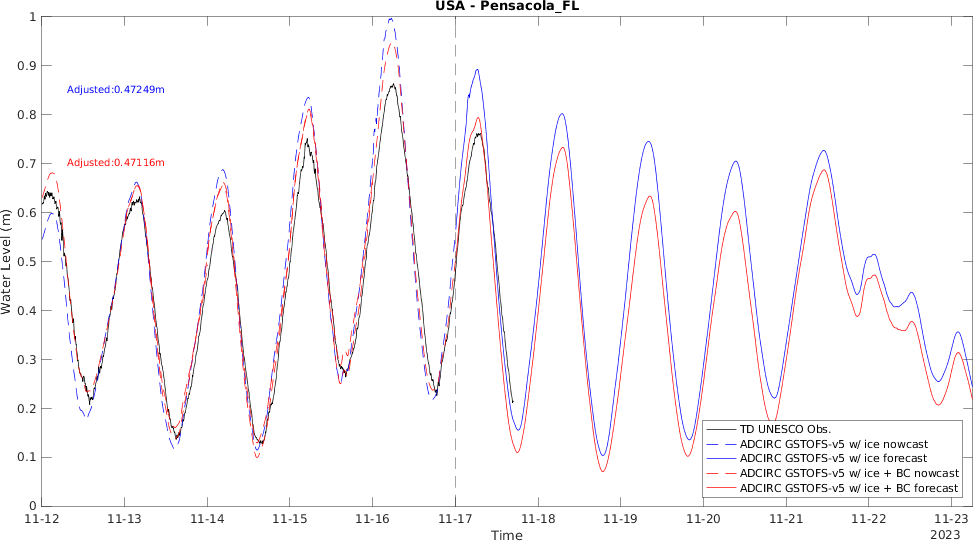 USA - Pensacola_FL
1
0.9
0.8
0.7
0.6
0.5
0.4
0.3
0.2
0.1
0
Water Level (m)
Adjusted:0.47249m
Adjusted:0.47116m
TD UNESCO Obs.
ADCIRC GSTOFS-v5 w/ ice nowcast
ADCIRC GSTOFS-v5 w/ ice forecast
ADCIRC GSTOFS-v5 w/ ice + BC nowcast
ADCIRC GSTOFS-v5 w/ ice + BC forecast
11-12 11-13 11-14 11-15 11-16 11-17 11-18 11-19 11-20 11-21 11-22 11-23
Time
2023